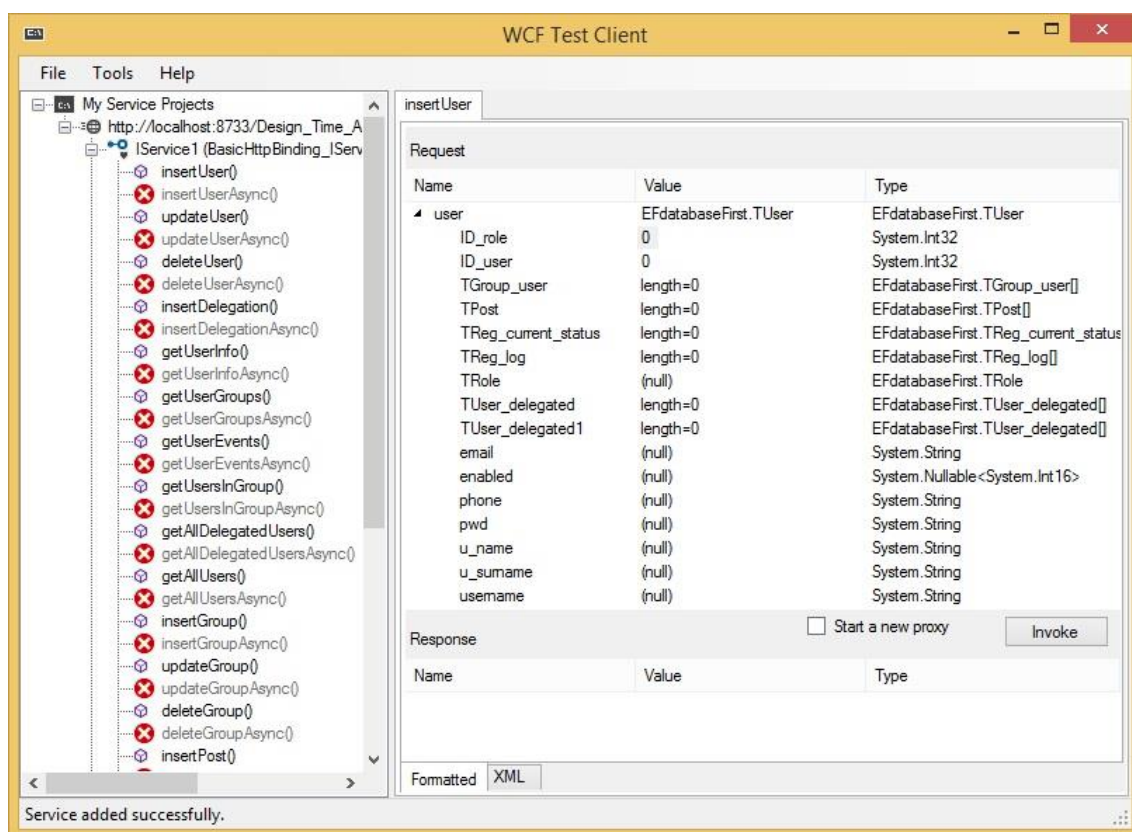 WCF Test Client
File Tools Help
My Service Projects
http://localhost:8733/Design_Time_A
IService1 (BasicHttpBinding_IServ
insertUser()
insertUserAsync()
updateUser()
updateUserAsync()
deleteUser()
deleteUserAsync()
insertDelegation()
insertDelegationAsync()
getUserInfo()
getUserInfoAsync()
getUserGroups()
getUserGroupsAsync()
getUserEvents()
getUserEventsAsync()
getUsersInGroup()
getUsersInGroupAsync()
getAllDelegatedUsers()
getAllDelegatedUsersAsync()
getAllUsers()
getAllUsersAsync()
insertGroup()
insertGroupAsync()
updateGroup()
updateGroupAsync()
deleteGroup()
deleteGroupAsync()
insertPost()
insertUser
Request
Name Value Type
user EFdatabaseFirst.TUser EFdatabaseFirst.TUser
ID_role 0 System.Int32
ID_user 0 System.Int32
TGroup_user length=0 EFdatabaseFirst.TGroup_user[]
TPost length=0 EFdatabaseFirst.TPost[]
TReg_current_status length=0 EFdatabaseFirst.TReg_current_status
TReg_log length=0 EFdatabaseFirst.TReg_log[]
TRole (null) EFdatabaseFirst.TRole
TUser_delegated length=0 EFdatabaseFirst.TUser_delegated[]
TUser_delegated1 length=0 EFdatabaseFirst.TUser_delegated[]
email (null) System.String
enabled (null) System.Nullable<System.Int16>
phone (null) System.String
pwd (null) System.String
u_name (null) System.String
u_surname (null) System.String
username (null) System.String
Response Start a new proxy Invoke
Name Value Type
Formatted XML
Service added successfully.